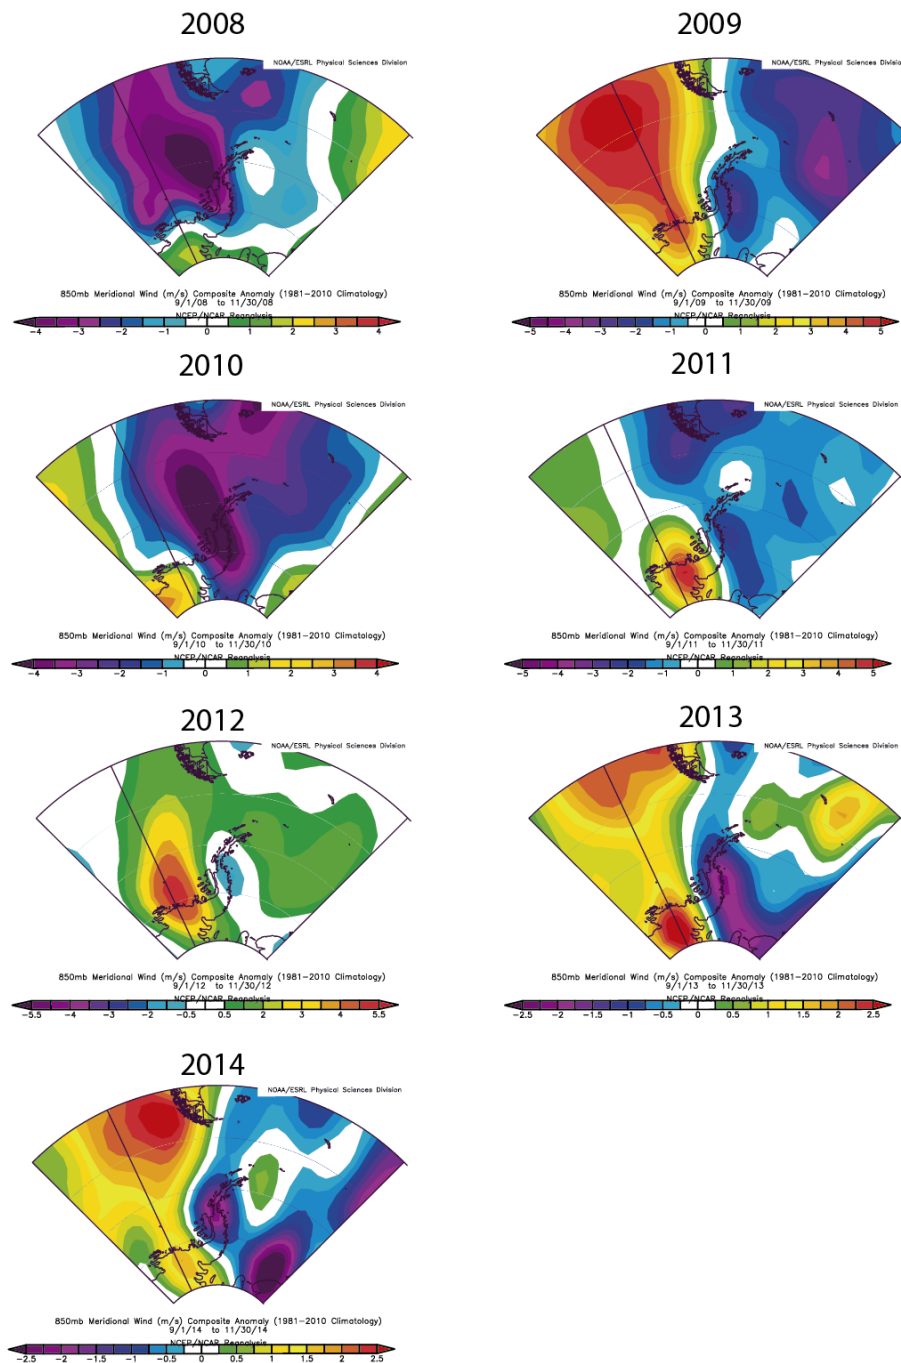 2008
NOAA/ESRL Physical Sciences Division
850mb Meridional Wind (m/s) Composite Anomaly (1981-2010 Climatology)
9/1/08 to 11/30/08
NCEP/NCAR Reanalysis
-4 -3 -2 -1 0 1 2 3 4
2009
NOAA/ESRL Physical Sciences Division
850mb Meridional Wind (m/s) Composite Anomaly (1981-2010 Climatology)
9/1/09 to 11/30/09
NCEP/NCAR Reanalysis
-5 -4 -3 -2 -1 0 1 2 3 4 5
2010
NOAA/ESRL Physical Sciences Division
850mb Meridional Wind (m/s) Composite Anomaly (1981-2010 Climatology)
9/1/10 to 11/30/10
NCEP/NCAR Reanalysis
-4 -3 -2 -1 0 1 2 3 4
2011
NOAA/ESRL Physical Sciences Division
850mb Meridional Wind (m/s) Composite Anomaly (1981-2010 Climatology)
9/1/11 to 11/30/11
NCEP/NCAR Reanalysis
-5 -4 -3 -2 -1 0 1 2 3 4 5
2012
NOAA/ESRL Physical Sciences Division
850mb Meridional Wind (m/s) Composite Anomaly (1981-2010 Climatology)
9/1/12 to 11/30/12
NCEP/NCAR Reanalysis
-5.5 -4 -3 -2 -0.5 0.5 2 3 4 5.5
2013
NOAA/ESRL Physical Sciences Division
850mb Meridional Wind (m/s) Composite Anomaly (1981-2010 Climatology)
9/1/13 to 11/30/13
NCEP/NCAR Reanalysis
-2.5 -2 -1.5 -1 -0.5 0 0.5 1 1.5 2 2.5
2014
NOAA/ESRL Physical Sciences Division
850mb Meridional Wind (m/s) Composite Anomaly (1981-2010 Climatology)
9/1/14 to 11/30/14
NCEP/NCAR Reanalysis
-2.5 -2 -1.5 -1 -0.5 0 0.5 1 1.5 2 2.5